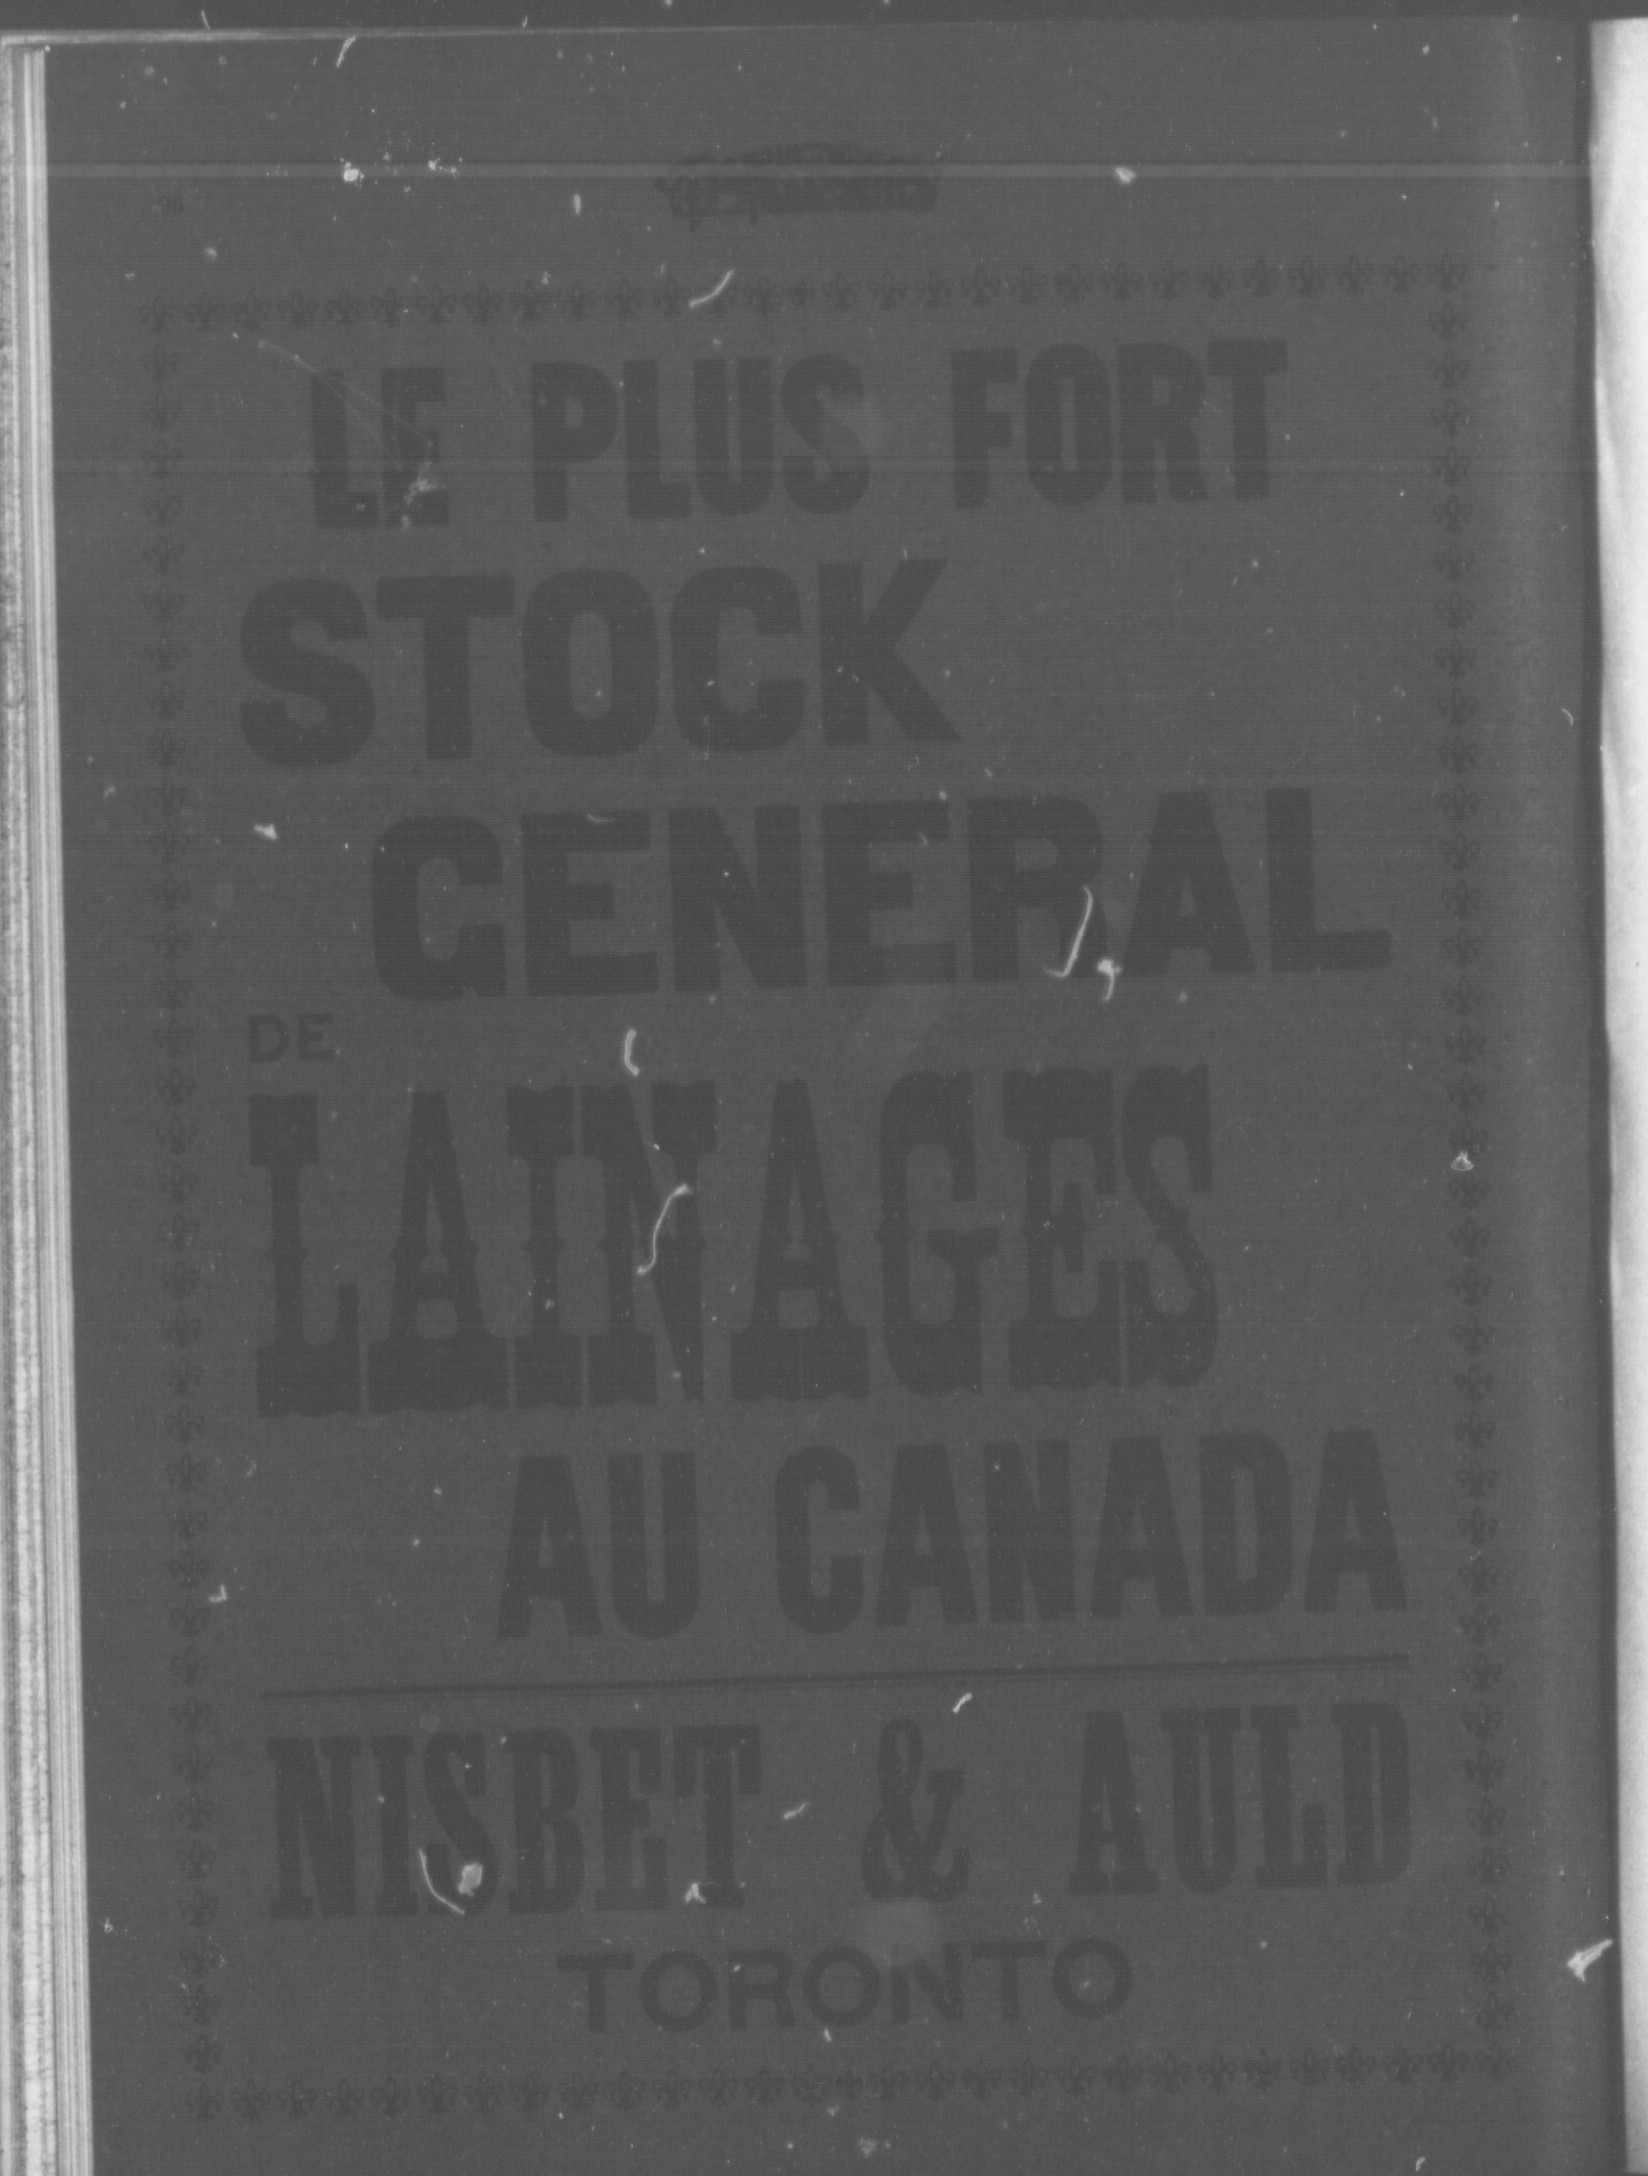 LE PLUS FORT
STOCK
GENERAL
DE
LAINAGES
AU CANADA
NISBET & AULD
TORONTO